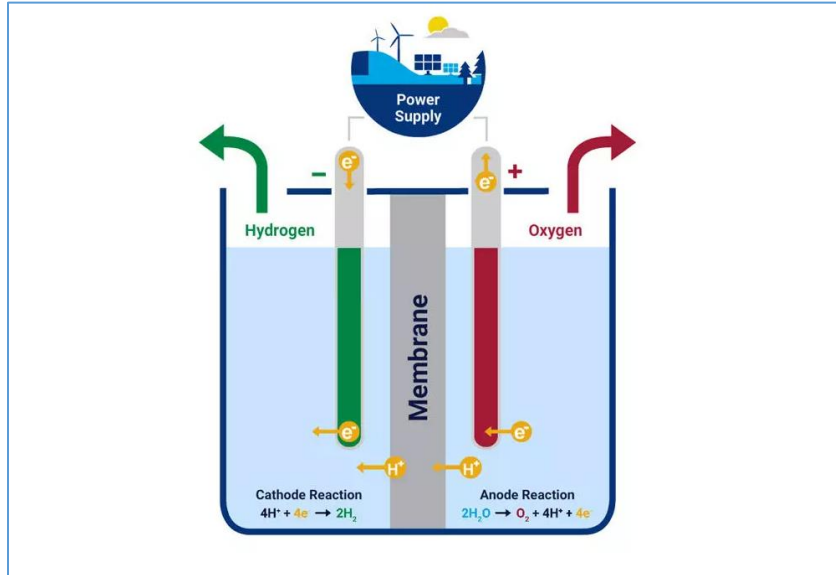 Power
Supply
e⁻
e⁻
− +
Hydrogen
Oxygen
Membrane
e⁻
e⁻
H⁺
H⁺
Cathode Reaction
4H⁺ + 4e⁻ → 2H₂
Anode Reaction
2H₂O → O₂ + 4H⁺ + 4e⁻